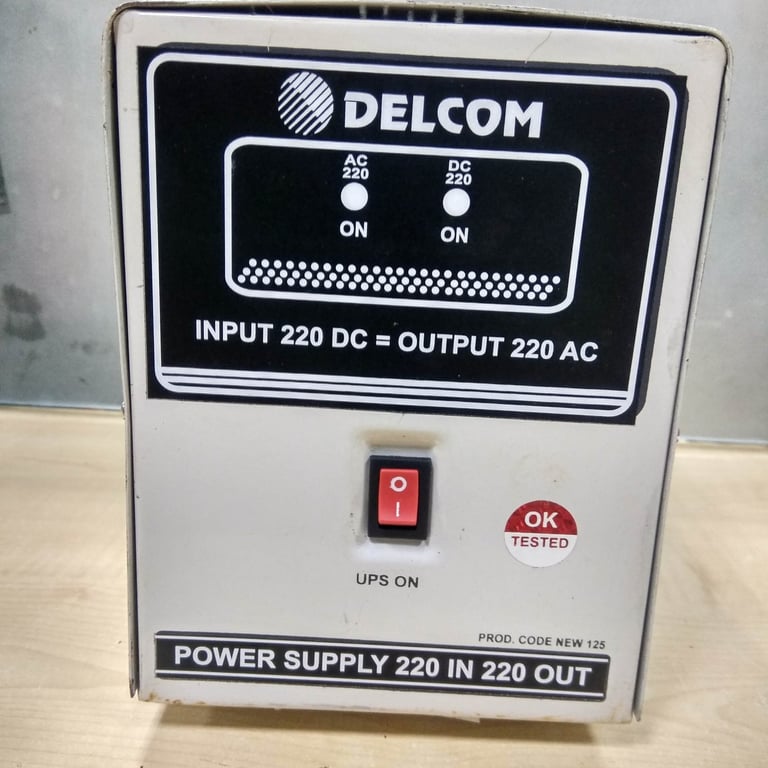 DELCOM
AC DC
220 220
ON ON
INPUT 220 DC = OUTPUT 220 AC
O
I
OK
TESTED
UPS ON
PROD. CODE NEW 125
POWER SUPPLY 220 IN 220 OUT